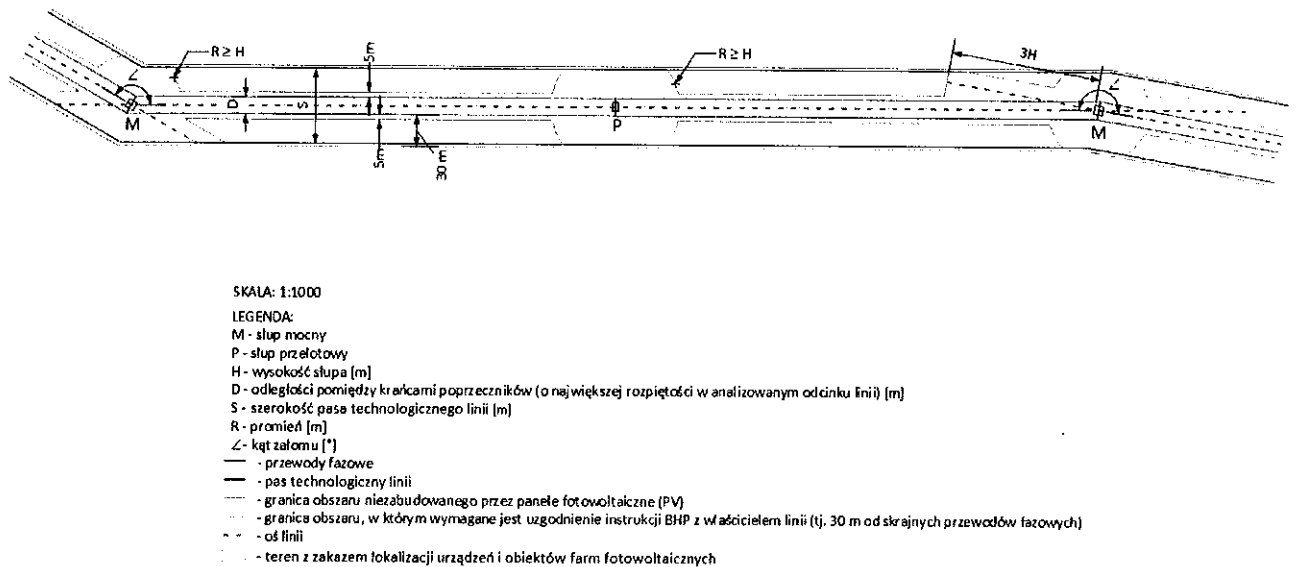 R ≥ H
5m
R ≥ H
3H
∠
D
S
∠
M
P
M
5m
30 m
SKALA: 1:1000
LEGENDA:
M - słup mocny
P - słup przelotowy
H - wysokość słupa [m]
D - odległości pomiędzy krańcami poprzeczników (o największej rozpiętości w analizowanym odcinku linii) [m]
S - szerokość pasa technologicznego linii [m]
R - promień [m]
∠ - kąt załomu [°]
- przewody fazowe
- pas technologiczny linii
- granica obszaru niezabudowanego przez panele fotowoltaiczne (PV)
- granica obszaru, w którym wymagane jest uzgodnienie instrukcji BHP z właścicielem linii (tj. 30 m od skrajnych przewodów fazowych)
- oś linii
- teren z zakazem lokalizacji urządzeń i obiektów farm fotowoltaicznych